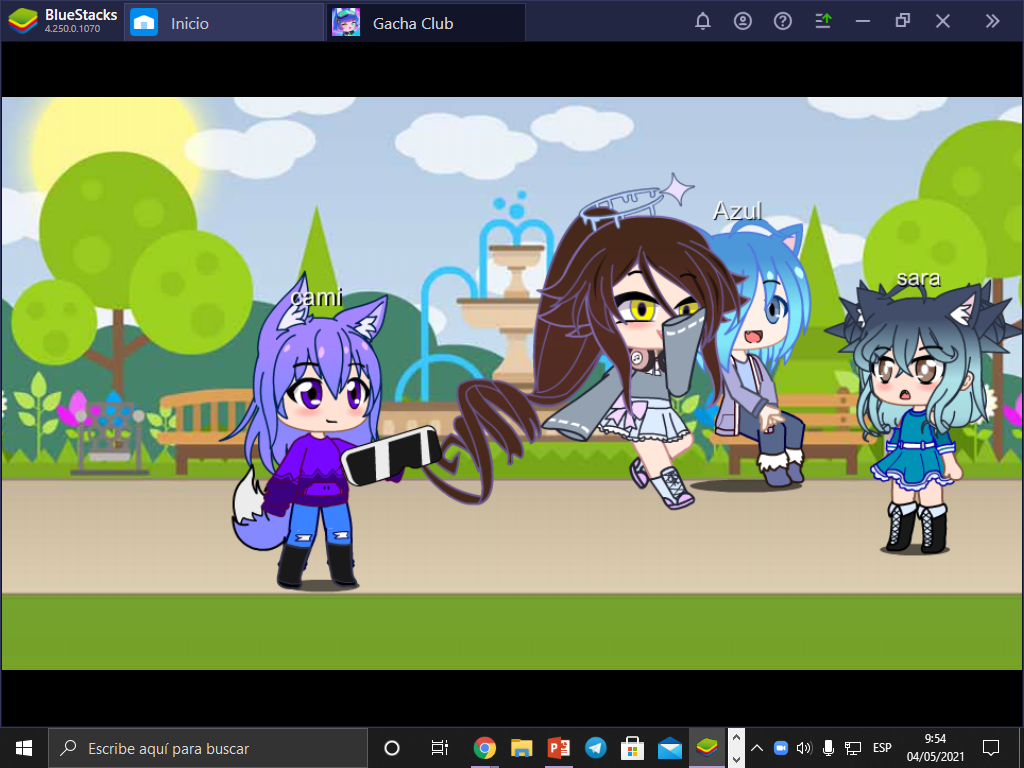 BlueStacks
4.250.0.1070
Inicio
Gacha Club
Azul
sara
cami
Escribe aquí para buscar
ESP
9:54
04/05/2021